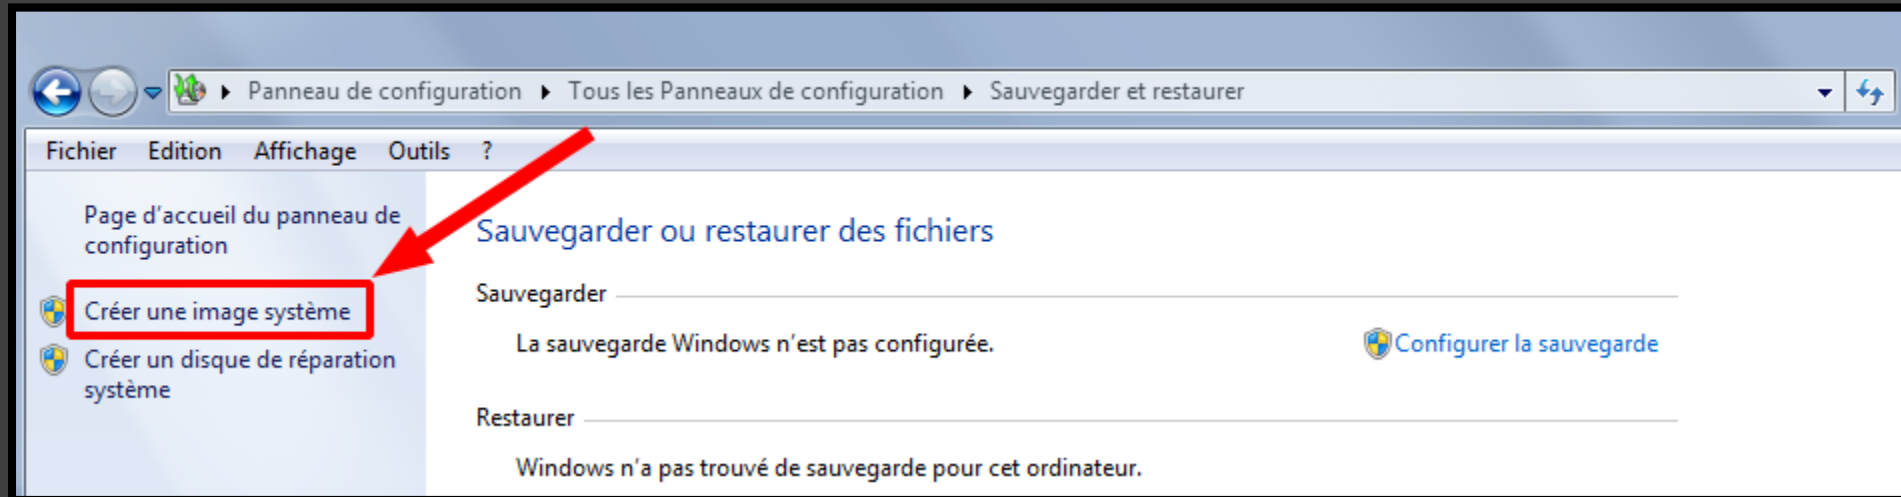 Panneau de configuration Tous les Panneaux de configuration Sauvegarder et restaurer
Fichier Edition Affichage Outils ?
Page d'accueil du panneau de
configuration
Créer une image système
Créer un disque de réparation
système
Sauvegarder ou restaurer des fichiers
Sauvegarder
La sauvegarde Windows n'est pas configurée.
Configurer la sauvegarde
Restaurer
Windows n'a pas trouvé de sauvegarde pour cet ordinateur.